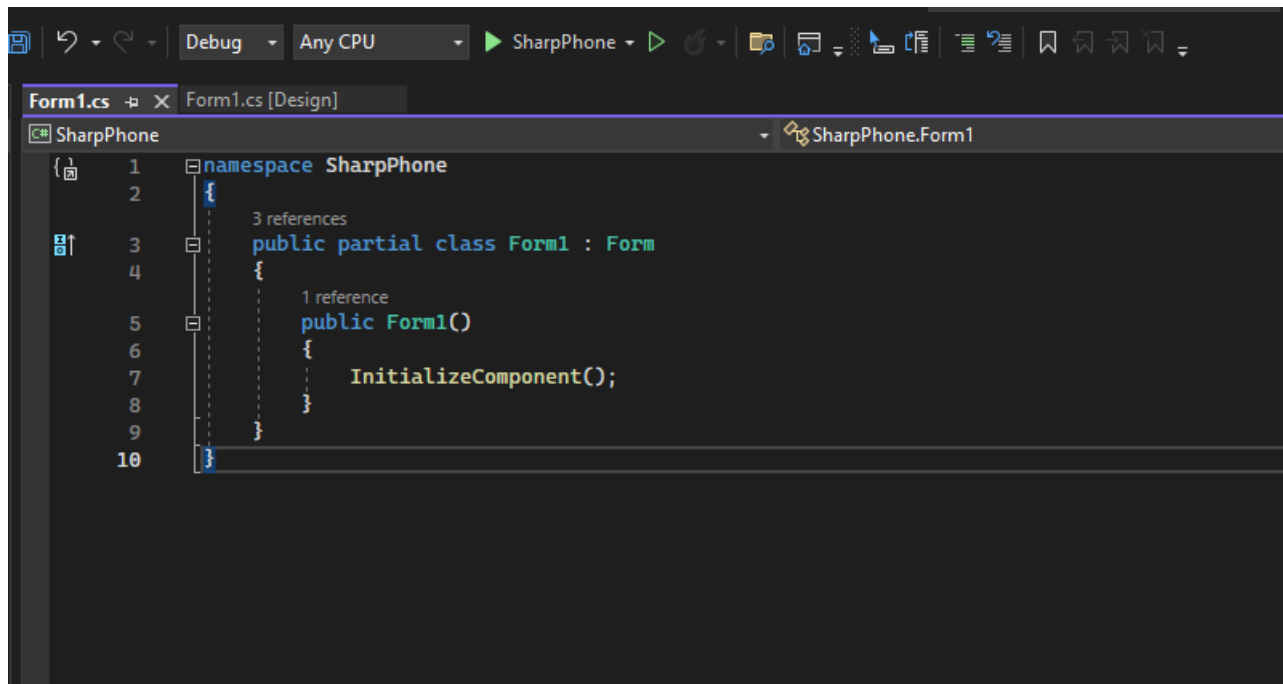 Debug Any CPU SharpPhone
Form1.cs Form1.cs [Design]
C# SharpPhone SharpPhone.Form1
1 namespace SharpPhone
2 {
3 references
3 public partial class Form1 : Form
4 {
1 reference
5 public Form1()
6 {
7 InitializeComponent();
8 }
9 }
10 }